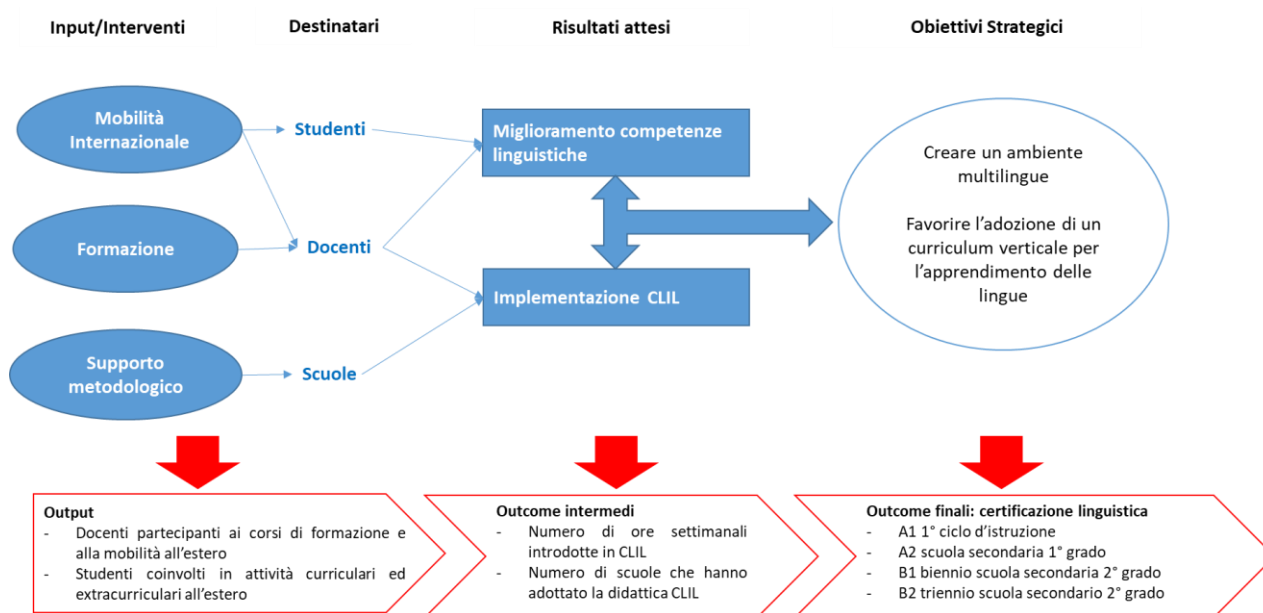 Input/Interventi
Destinatari
Risultati attesi
Obiettivi Strategici
Mobilità
Internazionale
Studenti
Miglioramento competenze
linguistiche
Creare un ambiente
multilingue
Favorire l'adozione di un
curriculum verticale per
l'apprendimento delle
lingue
Formazione
Docenti
Implementazione CLIL
Supporto
metodologico
Scuole
Output
- Docenti partecipanti ai corsi di formazione e
alla mobilità all'estero
- Studenti coinvolti in attività curriculari ed
extracurriculari all'estero
Outcome intermedi
- Numero di ore settimanali
introdotte in CLIL
- Numero di scuole che hanno
adottato la didattica CLIL
Outcome finali: certificazione linguistica
- A1 1° ciclo d'istruzione
- A2 scuola secondaria 1° grado
- B1 biennio scuola secondaria 2° grado
- B2 triennio scuola secondario 2° grado